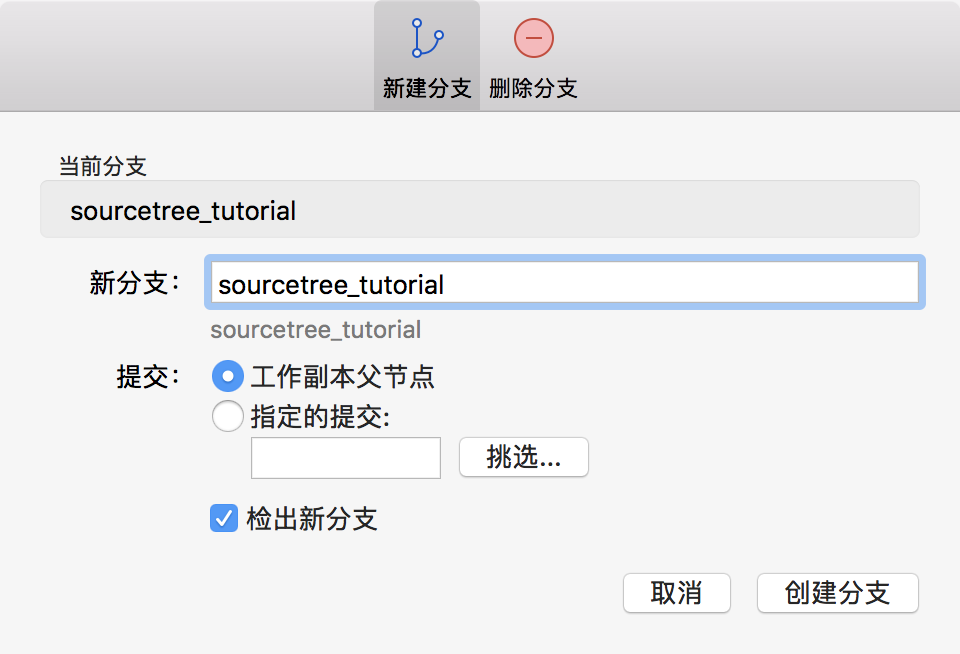 新建分支 删除分支
当前分支
sourcetree_tutorial
新分支： sourcetree_tutorial
sourcetree_tutorial
提交： 工作副本父节点
指定的提交:
挑选...
检出新分支
取消 创建分支